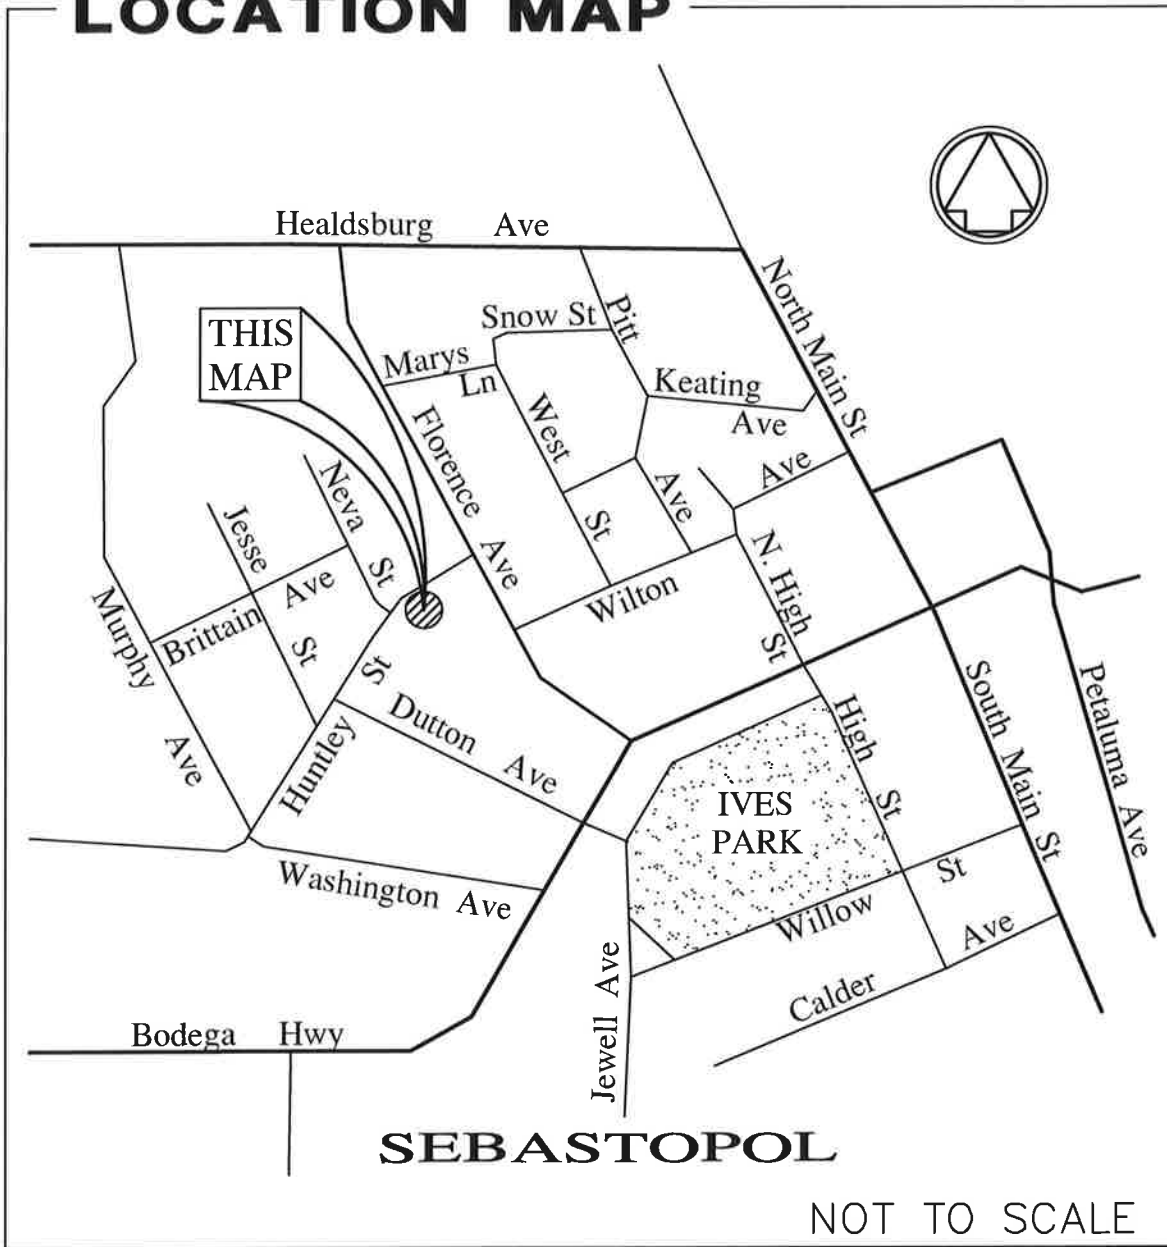 LOCATION MAP
Healdsburg Ave
North Main St
Snow St
Pitt
Ave
THIS
MAP
Marys
Ln
Keating
Ave
West
St
Florence
Ave
Ave
Neva
St
Jesse
St
Brittain
Ave
Wilton
N. High
St
Murphy
Ave
Huntley
St
Dutton
Ave
High
St
South Main St
Petaluma Ave
IVES
PARK
Washington Ave
Willow
St
Calder
Ave
Jewell Ave
Bodega Hwy
SEBASTOPOL
NOT TO SCALE